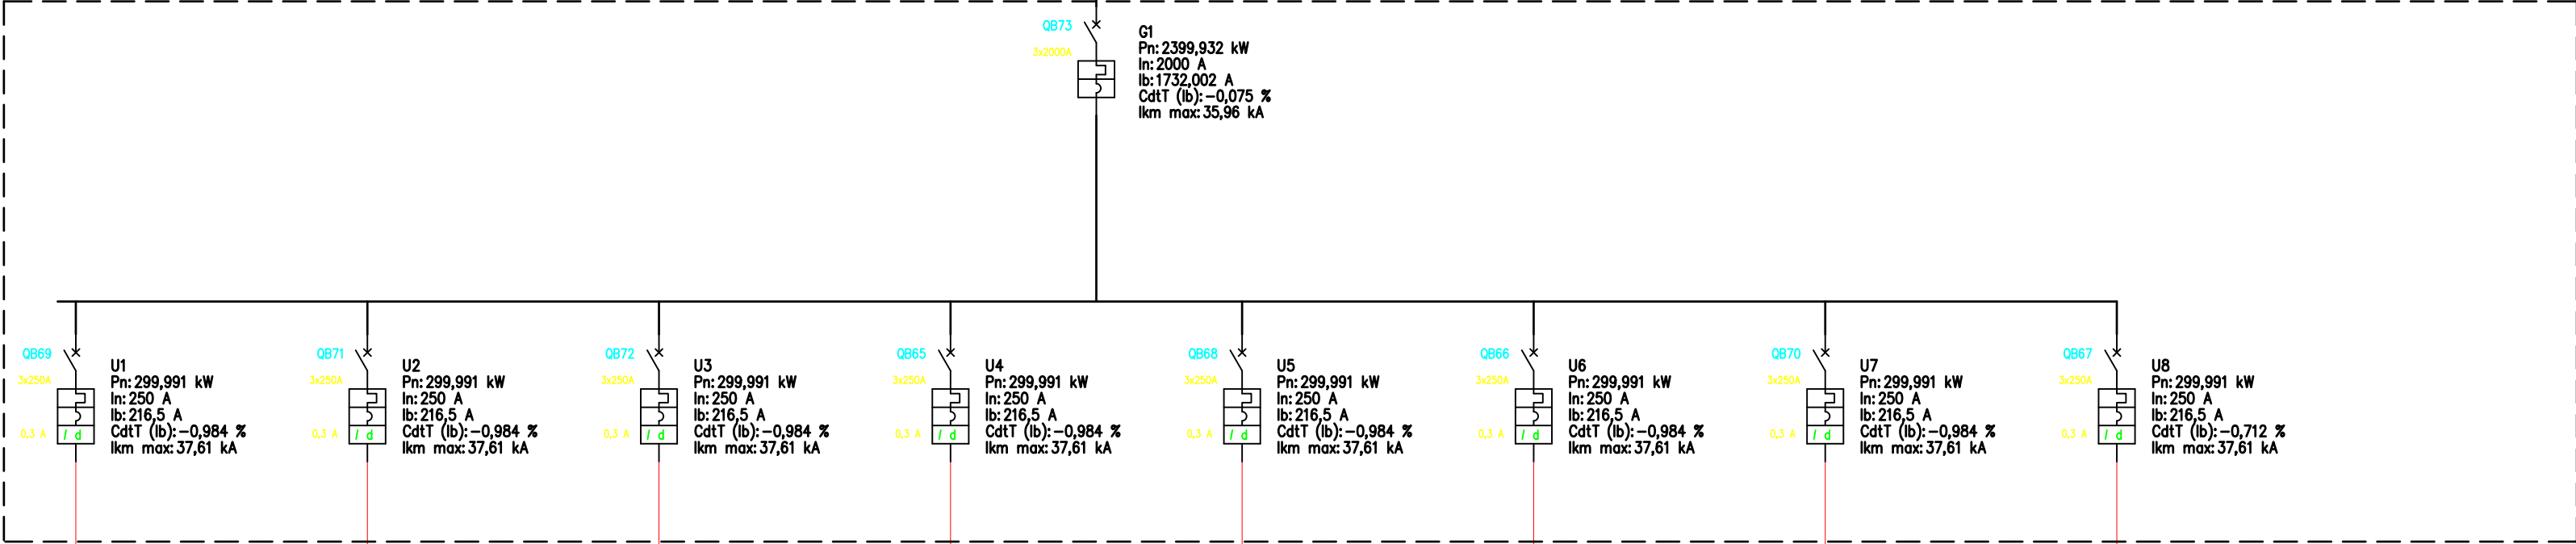 QB73
3x2000A
G1
Pn: 2399,932 kW
In: 2000 A
Ib: 1732,002 A
CdtT (Ib): -0,075 %
Ikm max: 35,96 kA
QB69
3x250A
0,3 A
I d
U1
Pn: 299,991 kW
In: 250 A
Ib: 216,5 A
CdtT (Ib): -0,984 %
Ikm max: 37,61 kA
QB71
3x250A
0,3 A
I d
U2
Pn: 299,991 kW
In: 250 A
Ib: 216,5 A
CdtT (Ib): -0,984 %
Ikm max: 37,61 kA
QB72
3x250A
0,3 A
I d
U3
Pn: 299,991 kW
In: 250 A
Ib: 216,5 A
CdtT (Ib): -0,984 %
Ikm max: 37,61 kA
QB65
3x250A
0,3 A
I d
U4
Pn: 299,991 kW
In: 250 A
Ib: 216,5 A
CdtT (Ib): -0,984 %
Ikm max: 37,61 kA
QB68
3x250A
0,3 A
I d
U5
Pn: 299,991 kW
In: 250 A
Ib: 216,5 A
CdtT (Ib): -0,984 %
Ikm max: 37,61 kA
QB66
3x250A
0,3 A
I d
U6
Pn: 299,991 kW
In: 250 A
Ib: 216,5 A
CdtT (Ib): -0,984 %
Ikm max: 37,61 kA
QB70
3x250A
0,3 A
I d
U7
Pn: 299,991 kW
In: 250 A
Ib: 216,5 A
CdtT (Ib): -0,984 %
Ikm max: 37,61 kA
QB67
3x250A
0,3 A
I d
U8
Pn: 299,991 kW
In: 250 A
Ib: 216,5 A
CdtT (Ib): -0,712 %
Ikm max: 37,61 kA